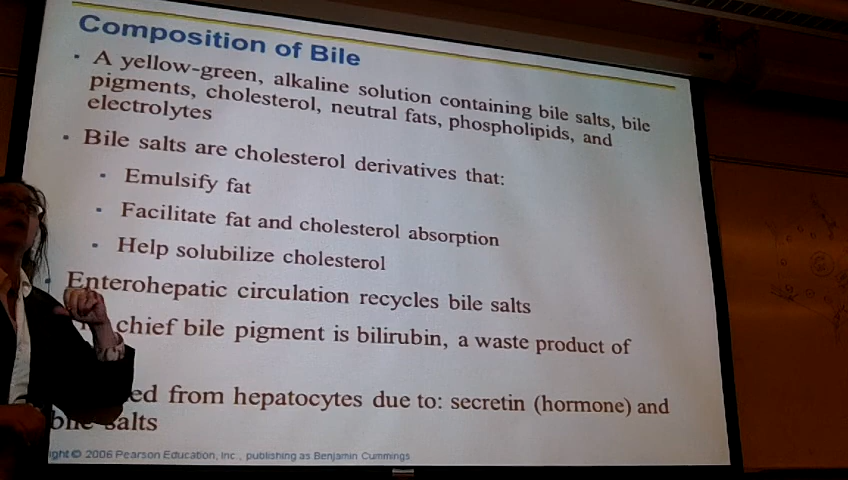 Composition of Bile
A yellow-green, alkaline solution containing bile salts, bile
pigments, cholesterol, neutral fats, phospholipids, and
electrolytes
Bile salts are cholesterol derivatives that:
Emulsify fat
Facilitate fat and cholesterol absorption
Help solubilize cholesterol
Enterohepatic circulation recycles bile salts
chief bile pigment is bilirubin, a waste product of
ed from hepatocytes due to: secretin (hormone) and
bile salts
ight © 2006 Pearson Education, Inc., publishing as Benjamin Cummings